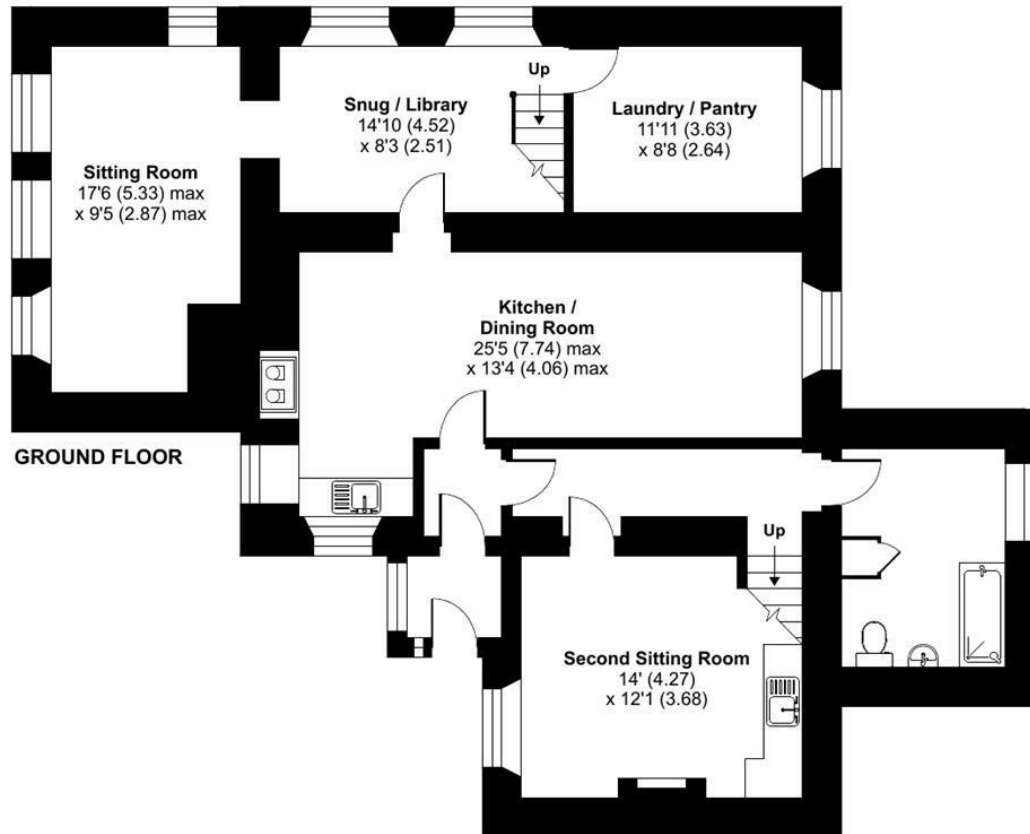 Up
Snug / Library
14'10 (4.52)
x 8'3 (2.51)
Laundry / Pantry
11'11 (3.63)
x 8'8 (2.64)
Sitting Room
17'6 (5.33) max
x 9'5 (2.87) max
Kitchen /
Dining Room
25'5 (7.74) max
x 13'4 (4.06) max
GROUND FLOOR
Up
Second Sitting Room
14' (4.27)
x 12'1 (3.68)